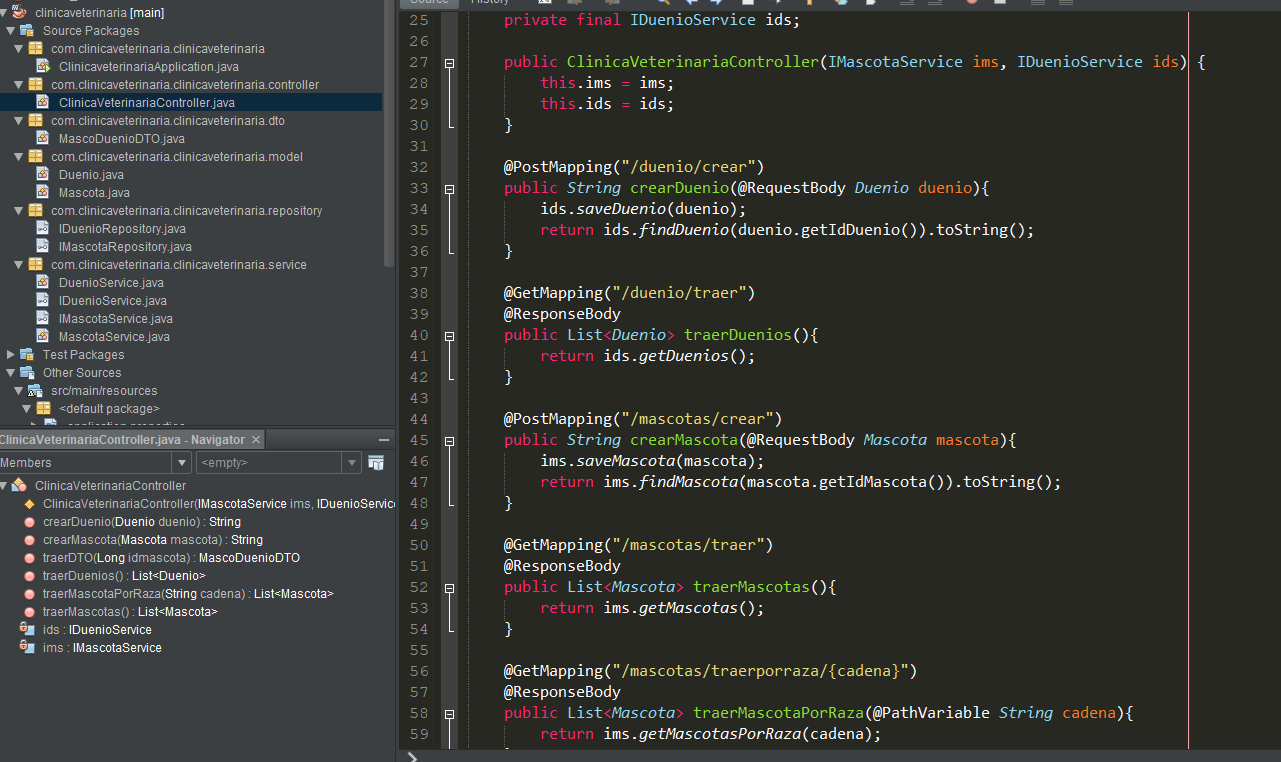 clinicaveterinaria [main]
Source Packages
com.clinicaveterinaria.clinicaveterinaria
ClinicaveterinariaApplication.java
com.clinicaveterinaria.clinicaveterinaria.controller
ClinicaVeterinariaController.java
com.clinicaveterinaria.clinicaveterinaria.dto
MascoDuenioDTO.java
com.clinicaveterinaria.clinicaveterinaria.model
Duenio.java
Mascota.java
com.clinicaveterinaria.clinicaveterinaria.repository
IDuenioRepository.java
IMascotaRepository.java
com.clinicaveterinaria.clinicaveterinaria.service
DuenioService.java
IDuenioService.java
IMascotaService.java
MascotaService.java
Test Packages
Other Sources
src/main/resources
<default package>
application.properties
ClinicaVeterinariaController.java - Navigator
Members
<empty>
ClinicaVeterinariaController
ClinicaVeterinariaController(IMascotaService ims, IDuenioService
crearDuenio(Duenio duenio) : String
crearMascota(Mascota mascota) : String
traerDTO(Long idmascota) : MascoDuenioDTO
traerDuenios() : List<Duenio>
traerMascotaPorRaza(String cadena) : List<Mascota>
traerMascotas() : List<Mascota>
ids : IDuenioService
ims : IMascotaService
Source History
25 private final IDuenioService ids;
26
27 public ClinicaVeterinariaController(IMascotaService ims, IDuenioService ids) {
28 this.ims = ims;
29 this.ids = ids;
30 }
31
32 @PostMapping("/duenio/crear")
33 public String crearDuenio(@RequestBody Duenio duenio){
34 ids.saveDuenio(duenio);
35 return ids.findDuenio(duenio.getIdDuenio()).toString();
36 }
37
38 @GetMapping("/duenio/traer")
39 @ResponseBody
40 public List<Duenio> traerDuenios(){
41 return ids.getDuenios();
42 }
43
44 @PostMapping("/mascotas/crear")
45 public String crearMascota(@RequestBody Mascota mascota){
46 ims.saveMascota(mascota);
47 return ims.findMascota(mascota.getIdMascota()).toString();
48 }
49
50 @GetMapping("/mascotas/traer")
51 @ResponseBody
52 public List<Mascota> traerMascotas(){
53 return ims.getMascotas();
54 }
55
56 @GetMapping("/mascotas/traerporraza/{cadena}")
57 @ResponseBody
58 public List<Mascota> traerMascotaPorRaza(@PathVariable String cadena){
59 return ims.getMascotasPorRaza(cadena);